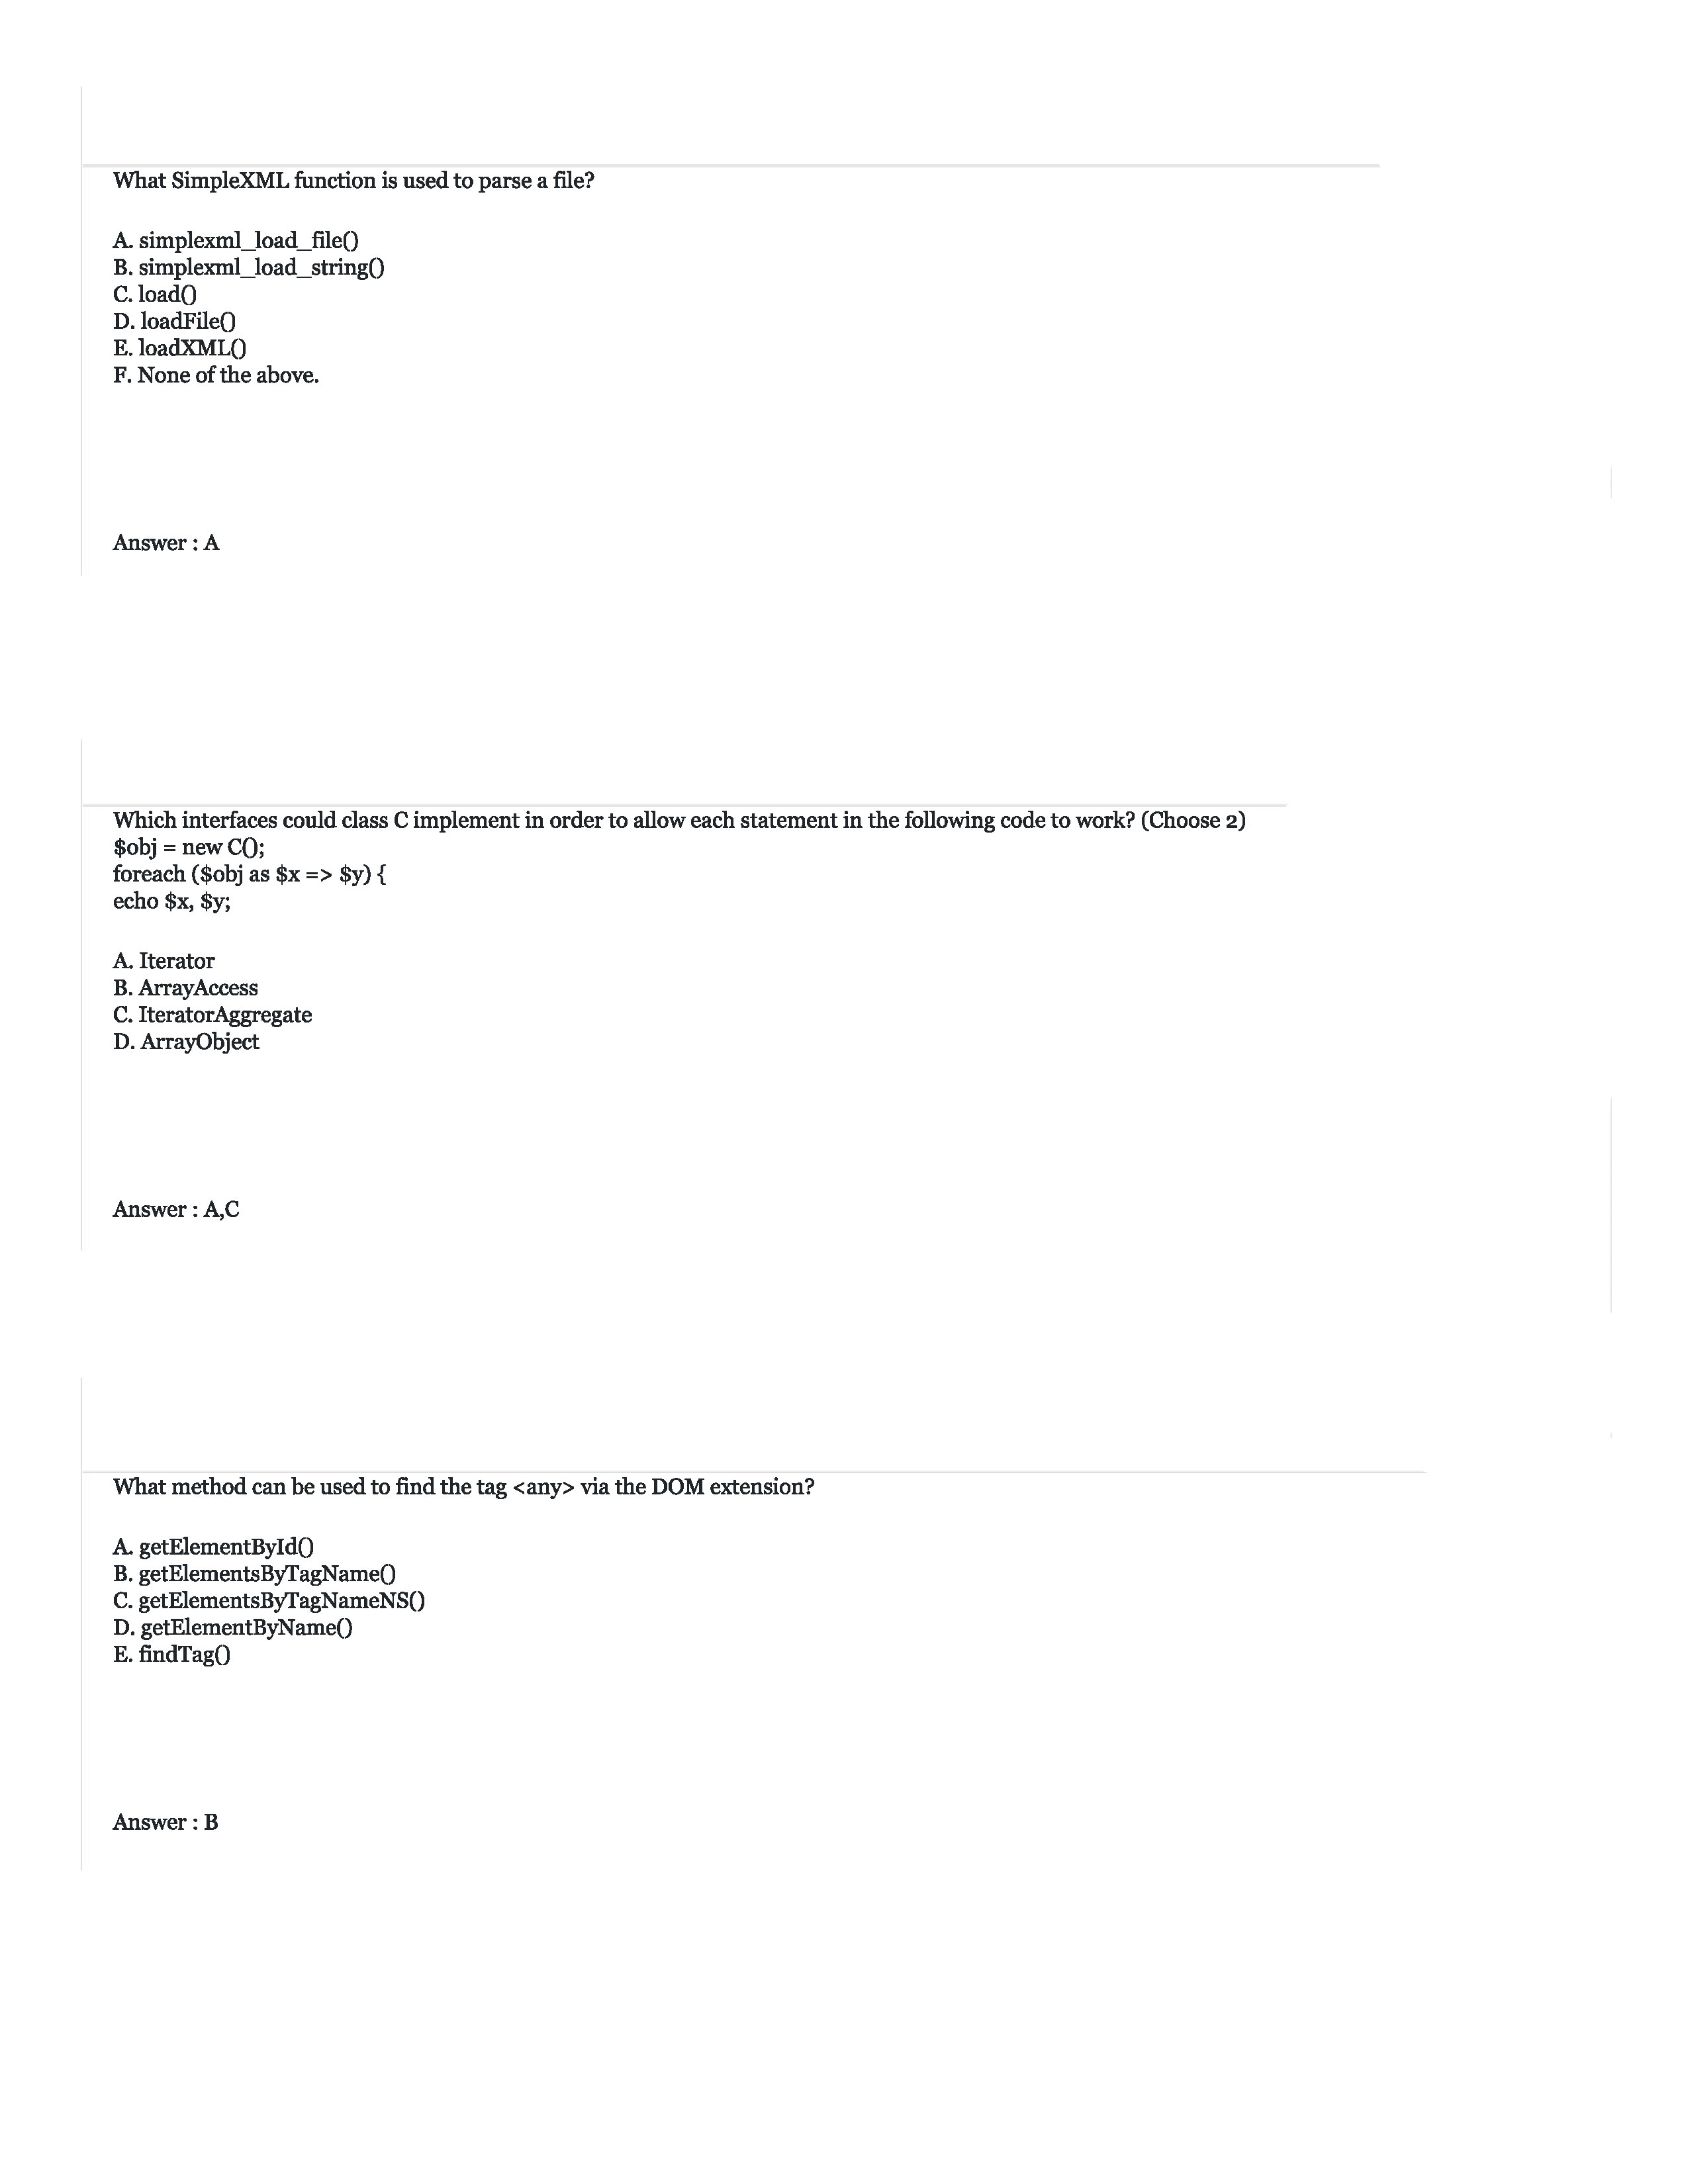 What SimpleXML function is used to parse a file?
A. simplexml_load_file()
B. simplexml_load_string()
C. load()
D. loadFile()
E. loadXML()
F. None of the above.
Answer : A
Which interfaces could class C implement in order to allow each statement in the following code to work? (Choose 2)
$obj = new C();
foreach ($obj as $x => $y) {
echo $x, $y;
A. Iterator
B. ArrayAccess
C. IteratorAggregate
D. ArrayObject
Answer : A,C
What method can be used to find the tag <any> via the DOM extension?
A. getElementById()
B. getElementsByTagName()
C. getElementsByTagNameNS()
D. getElementByName()
E. findTag()
Answer : B